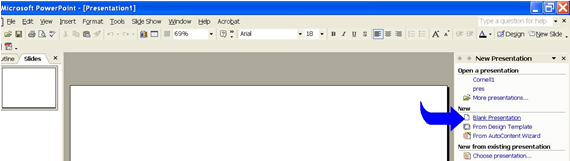 Microsoft PowerPoint - [Presentation1]
File Edit View Insert Format Tools Slide Show Window Help Acrobat
Type a question for help
69% Arial 18 B I U S A Design New Slide
utline Slides
New Presentation
Open a presentation
Cornell1
pres
More presentations...
New
Blank Presentation
From Design Template
From AutoContent Wizard
New from existing presentation
Choose presentation...